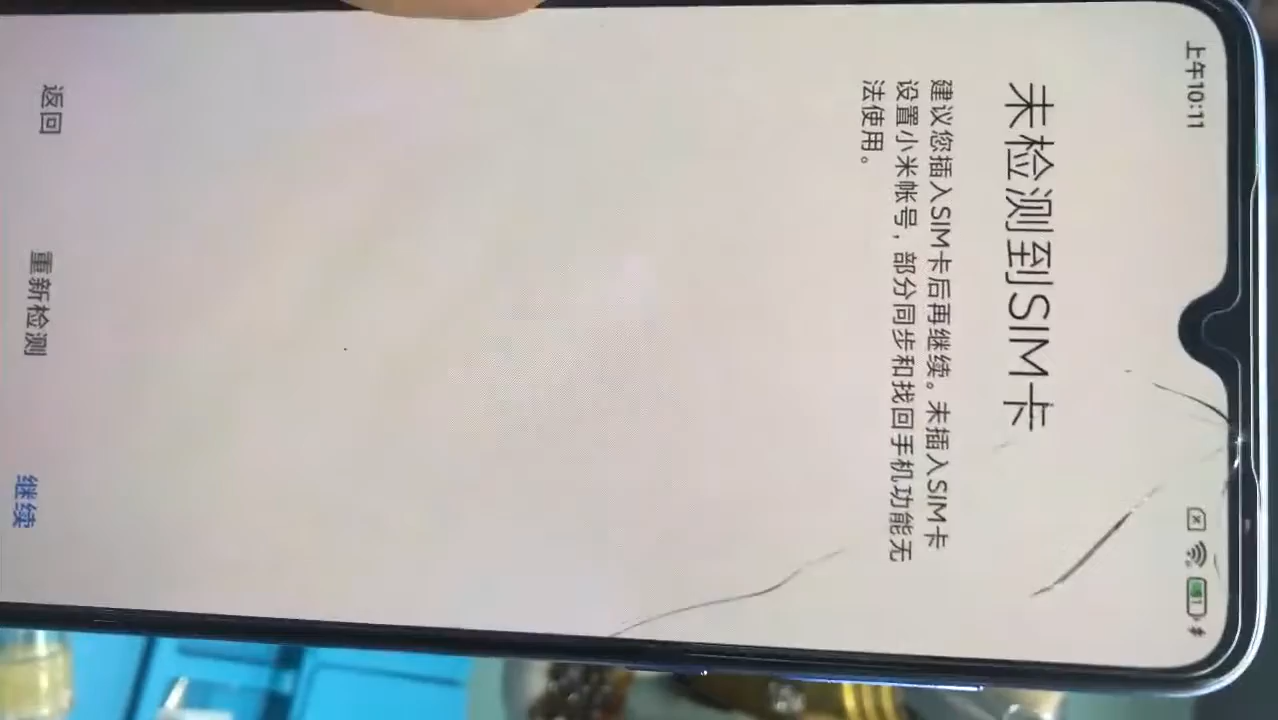 上午10:11
未检测到SIM卡
建议您插入SIM卡后再继续。未插入SIM卡
设置小米帐号，部分同步和找回手机功能无
法使用。
返回
重新检测
继续